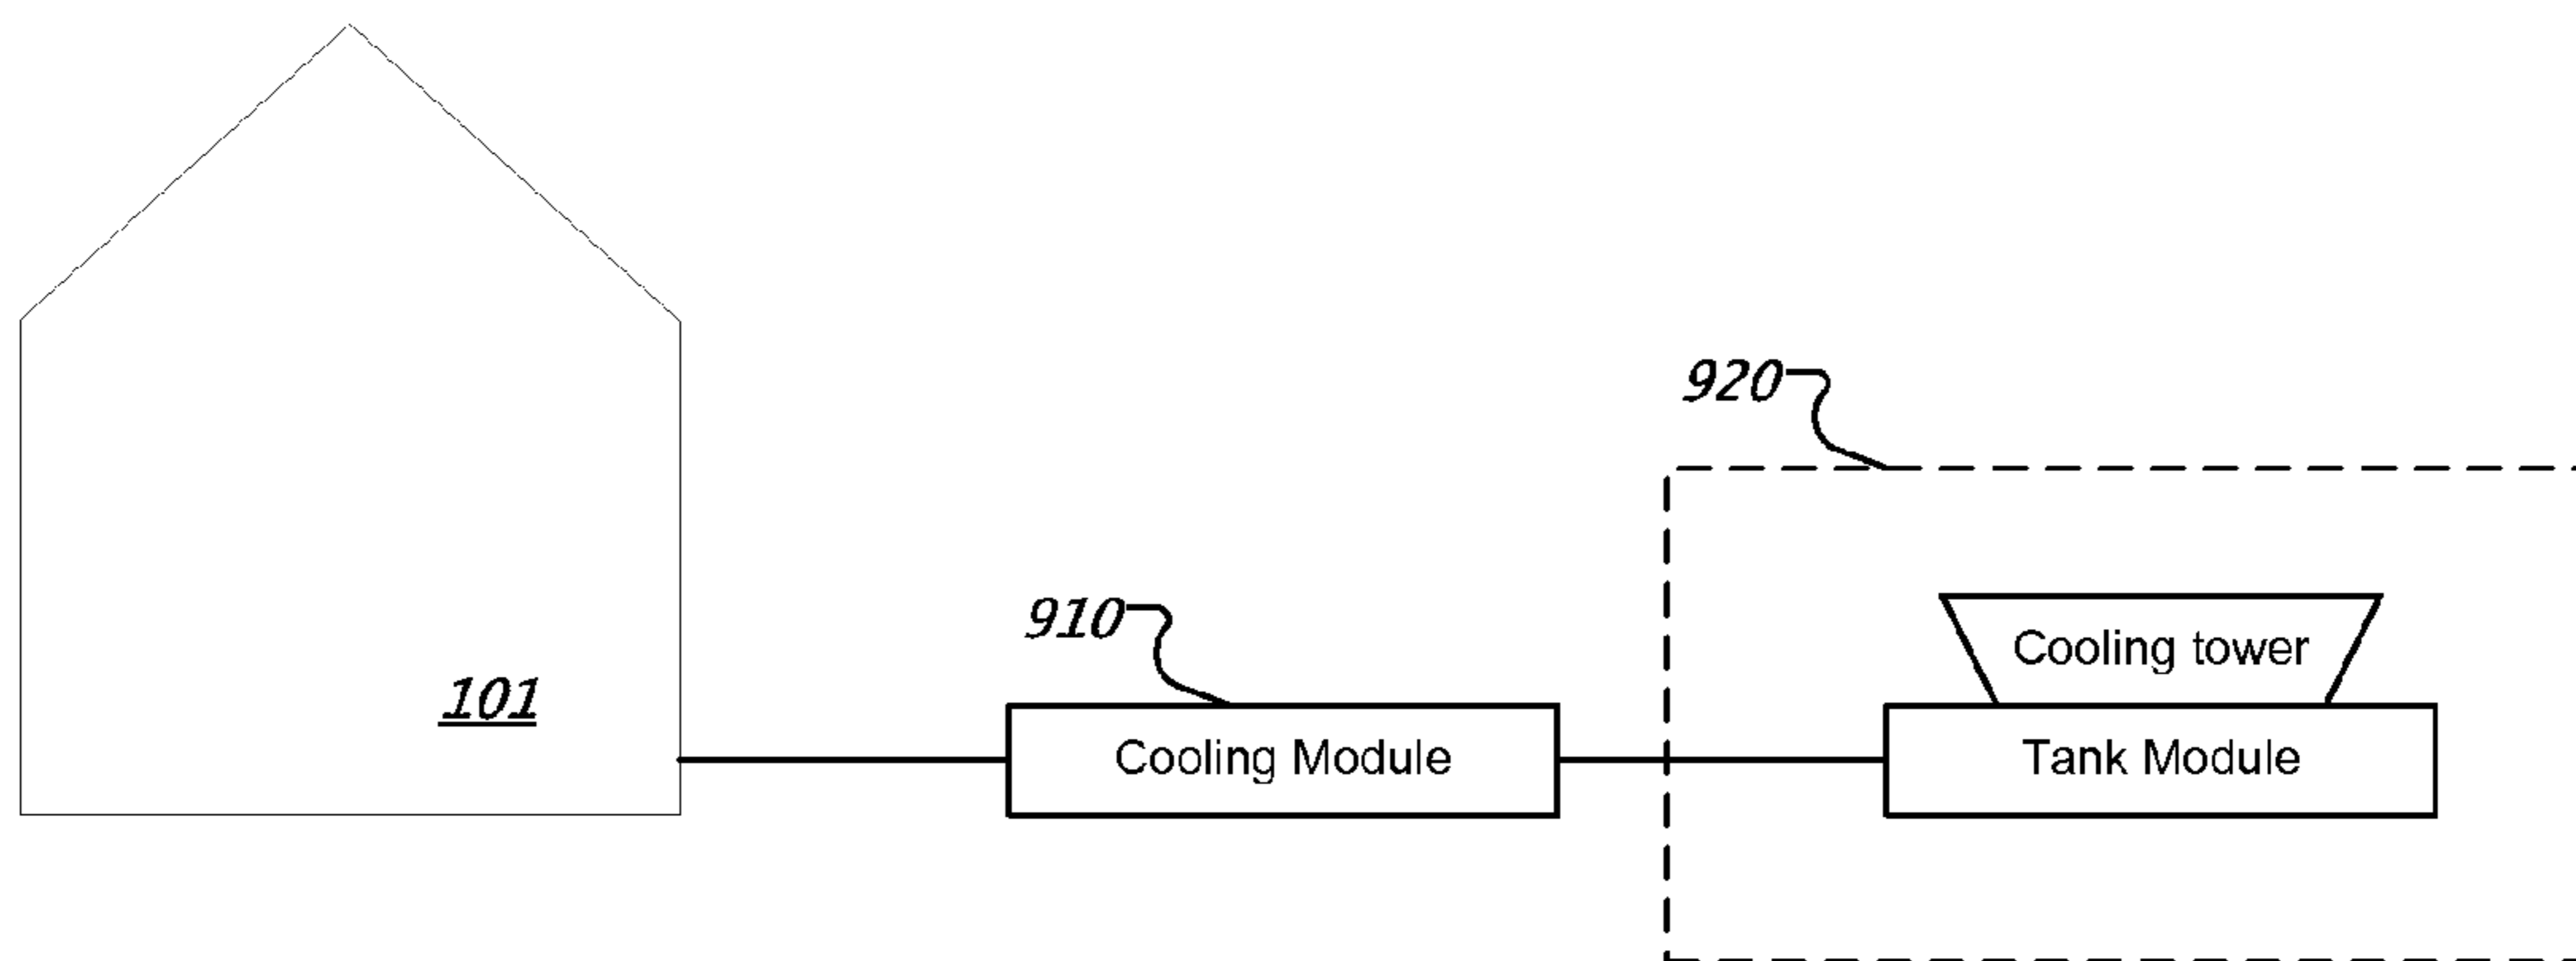 920
910
Cooling tower
101
Cooling Module
Tank Module